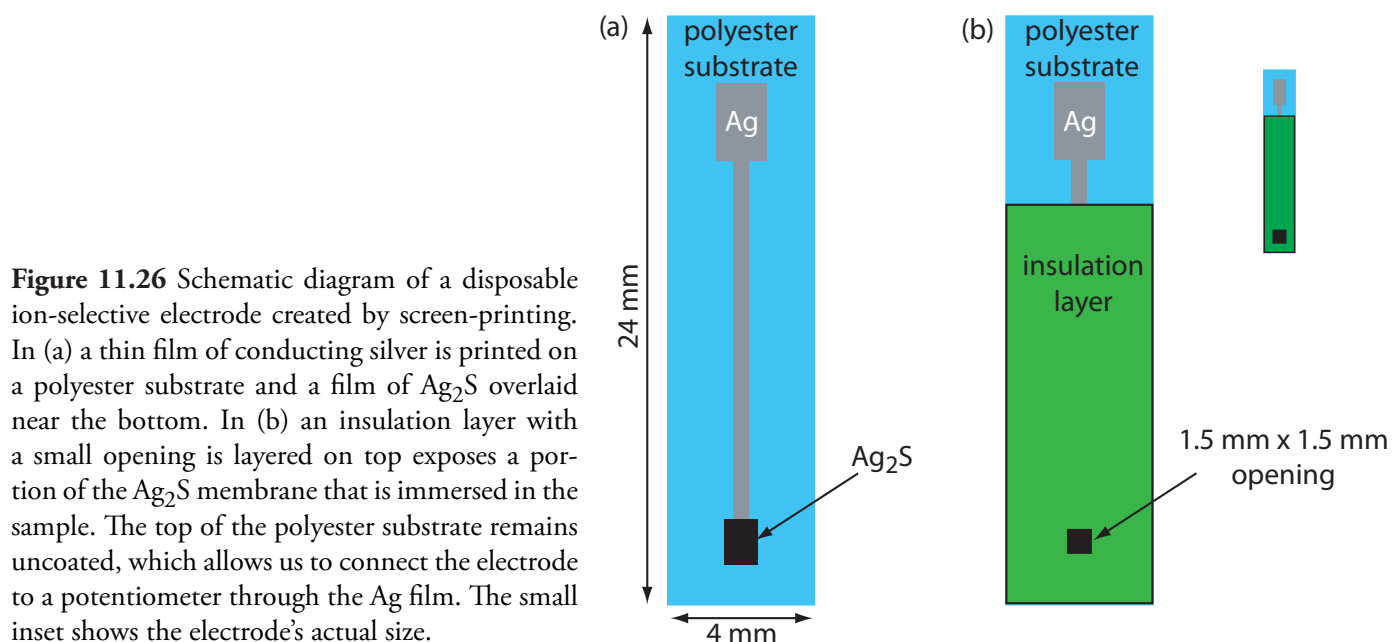 Figure 11.26 Schematic diagram of a disposable
ion-selective electrode created by screen-printing.
In (a) a thin film of conducting silver is printed on
a polyester substrate and a film of Ag₂S overlaid
near the bottom. In (b) an insulation layer with
a small opening is layered on top exposes a por-
tion of the Ag₂S membrane that is immersed in the
sample. The top of the polyester substrate remains
uncoated, which allows us to connect the electrode
to a potentiometer through the Ag film. The small
inset shows the electrode's actual size.
(a)
polyester
substrate
Ag
24 mm
Ag₂S
4 mm
(b)
polyester
substrate
Ag
insulation
layer
1.5 mm x 1.5 mm
opening